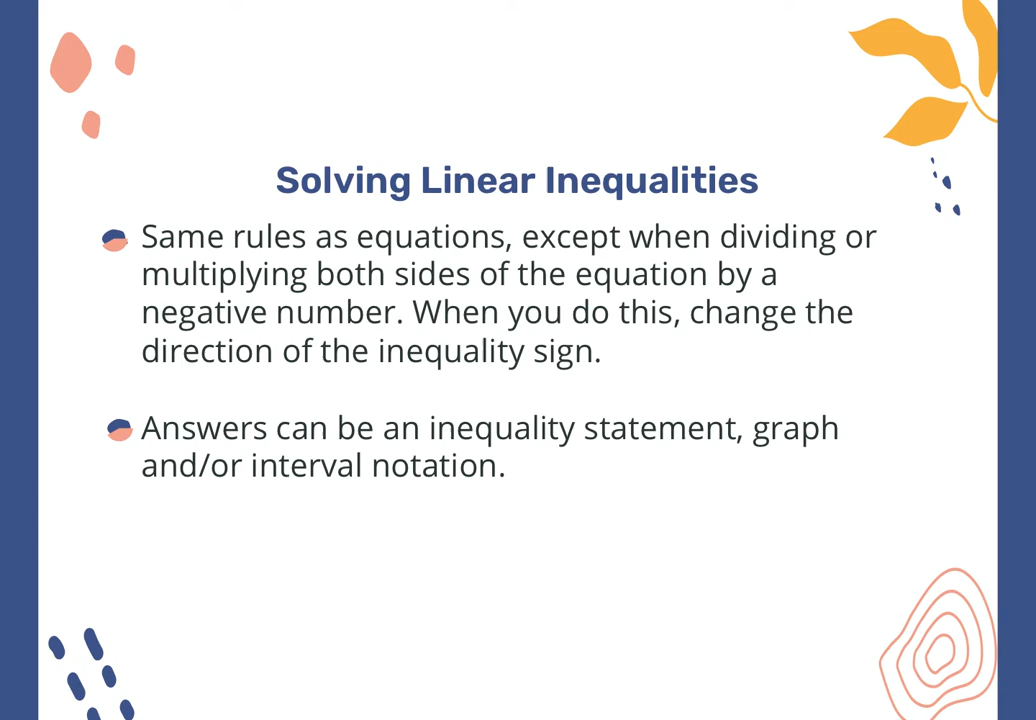 Solving Linear Inequalities
Same rules as equations, except when dividing or
multiplying both sides of the equation by a
negative number. When you do this, change the
direction of the inequality sign.
Answers can be an inequality statement, graph
and/or interval notation.